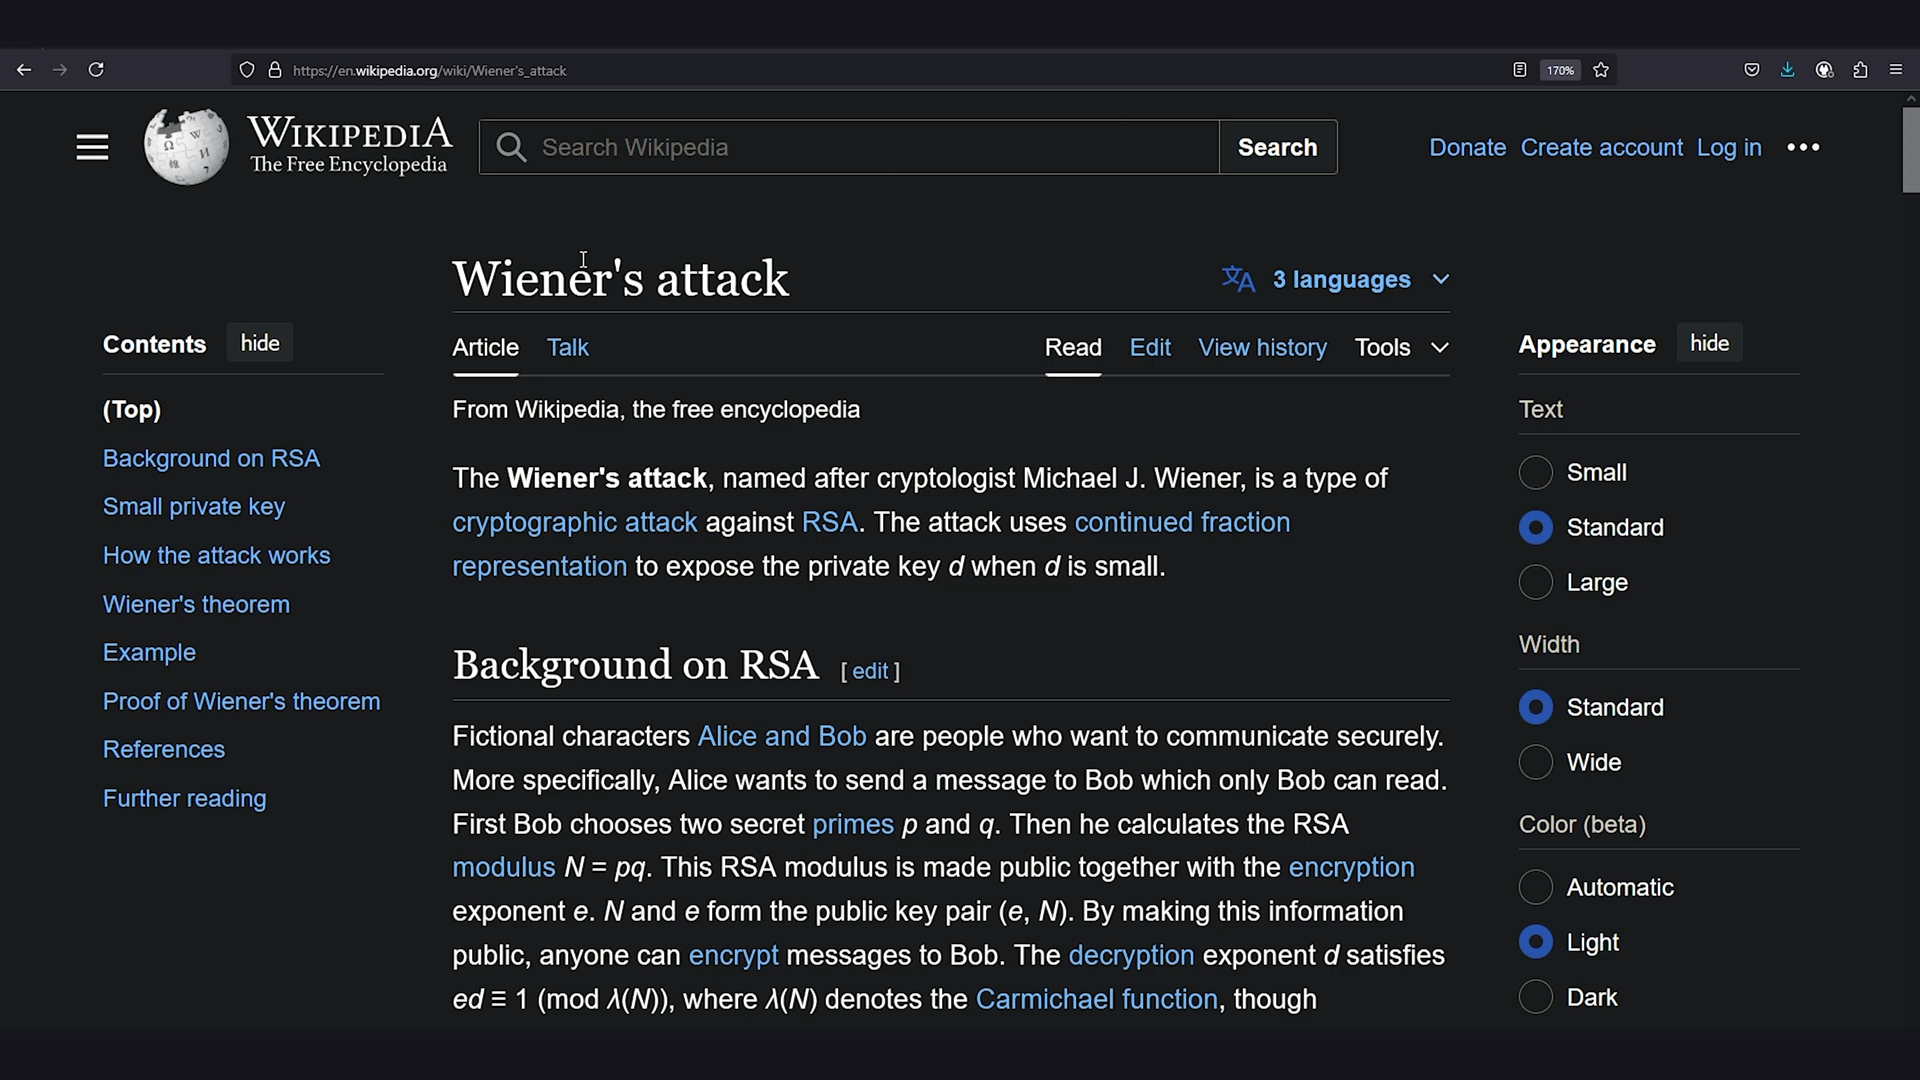 https://en.wikipedia.org/wiki/Wiener's_attack
170%
WIKIPEDIA
The Free Encyclopedia
Search Wikipedia
Search
Donate Create account Log in
Wiener's attack
3 languages
Contents hide
(Top)
Background on RSA
Small private key
How the attack works
Wiener's theorem
Example
Proof of Wiener's theorem
References
Further reading
Article Talk
Read Edit View history Tools
From Wikipedia, the free encyclopedia
The Wiener's attack, named after cryptologist Michael J. Wiener, is a type of
cryptographic attack against RSA. The attack uses continued fraction
representation to expose the private key d when d is small.
Background on RSA [ edit ]
Fictional characters Alice and Bob are people who want to communicate securely.
More specifically, Alice wants to send a message to Bob which only Bob can read.
First Bob chooses two secret primes p and q. Then he calculates the RSA
modulus N = pq. This RSA modulus is made public together with the encryption
exponent e. N and e form the public key pair (e, N). By making this information
public, anyone can encrypt messages to Bob. The decryption exponent d satisfies
ed ≡ 1 (mod λ(N)), where λ(N) denotes the Carmichael function, though
Appearance hide
Text
Small
Standard
Large
Width
Standard
Wide
Color (beta)
Automatic
Light
Dark